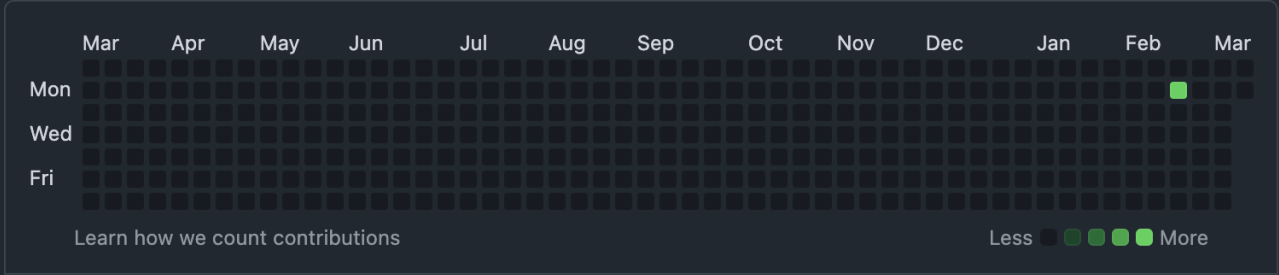 Mar Apr May Jun Jul Aug Sep Oct Nov Dec Jan Feb Mar
Mon
Wed
Fri
Learn how we count contributions
Less More